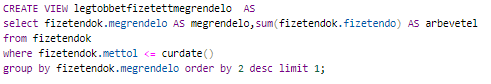 CREATE VIEW legtobbetfizetettmegrendelo  AS
select fizetendok.megrendelo AS megrendelo,sum(fizetendok.fizetendo) AS arbevetel
from fizetendok
where fizetendok.mettol <= curdate()
group by fizetendok.megrendelo order by 2 desc limit 1;